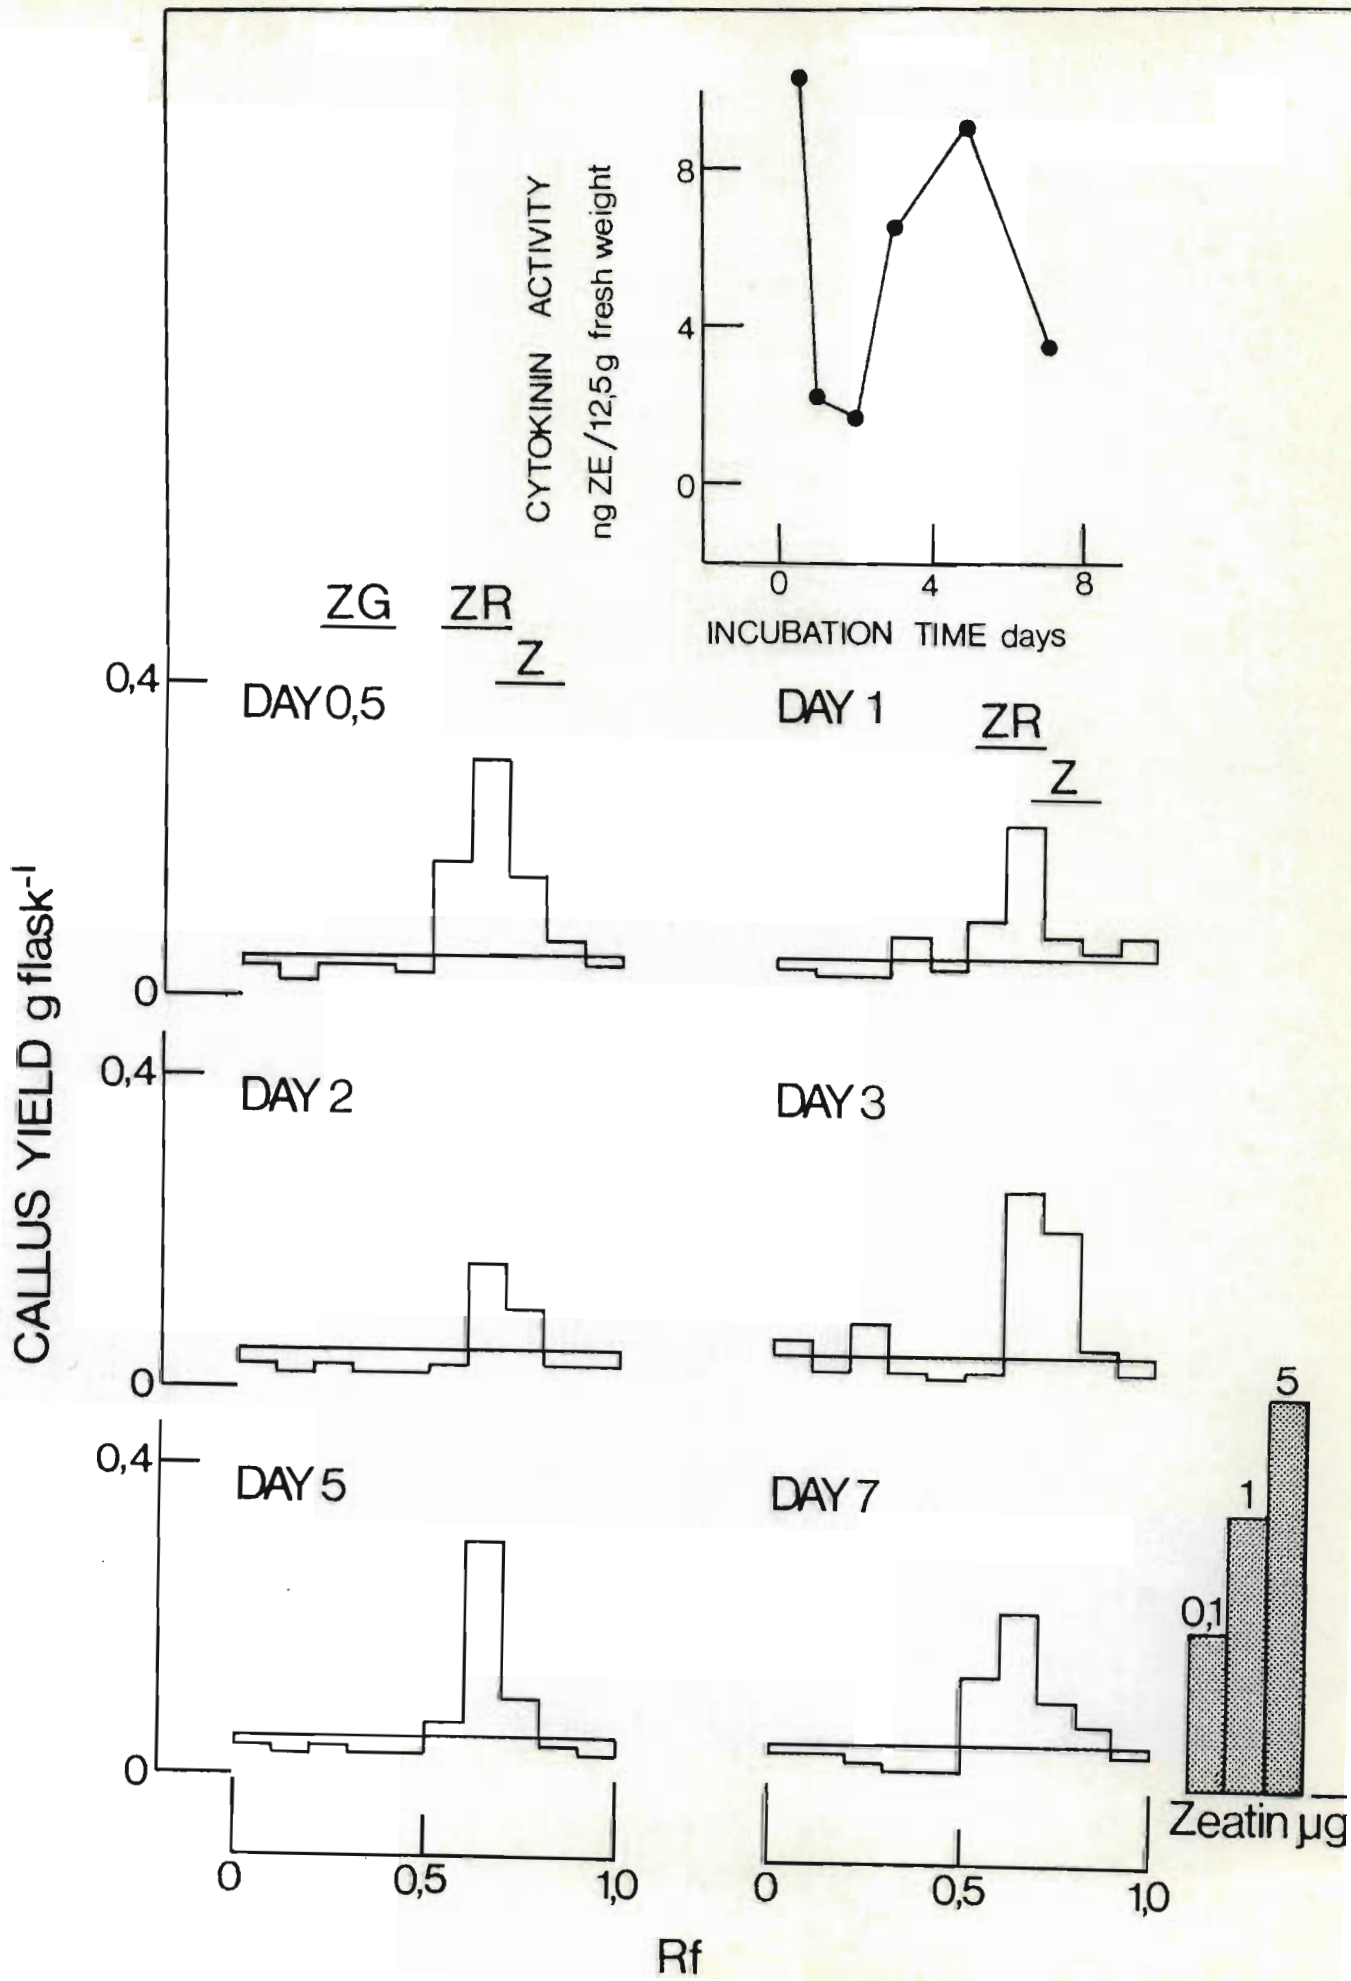 CYTOKININ ACTIVITY
ng ZE/12,5g fresh weight
8
4
0
0 4 8
INCUBATION TIME days
ZG ZR
Z
0,4
DAY 0,5
DAY 1
ZR
Z
0
CALLUS YIELD g flask-1
0,4
DAY 2
DAY 3
0
0,4
DAY 5
DAY 7
0
0,1
1
5
Zeatin µg
0 0,5 1,0
0 0,5 1,0
Rf